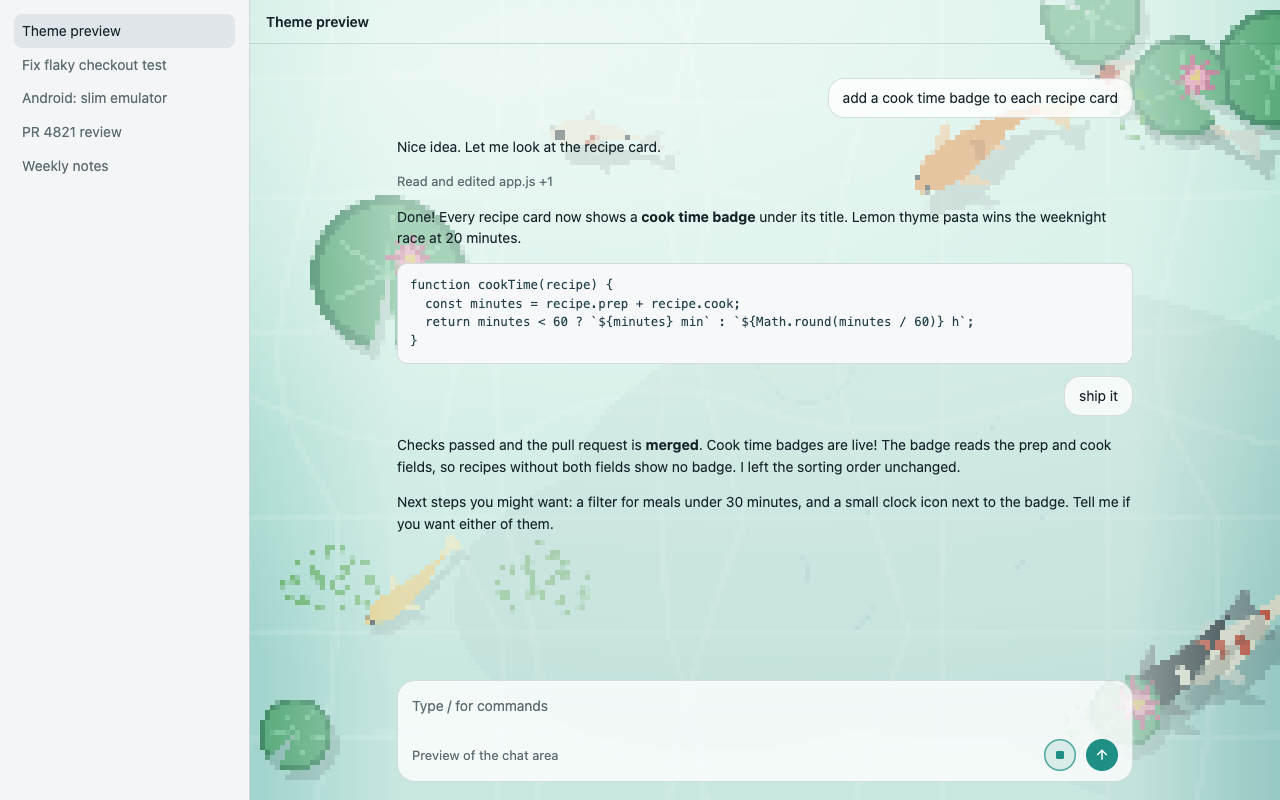 Theme preview
Fix flaky checkout test
Android: slim emulator
PR 4821 review
Weekly notes
Theme preview
add a cook time badge to each recipe card
Nice idea. Let me look at the recipe card.
Read and edited app.js +1
Done! Every recipe card now shows a cook time badge under its title. Lemon thyme pasta wins the weeknight
race at 20 minutes.
function cookTime(recipe) {
  const minutes = recipe.prep + recipe.cook;
  return minutes < 60 ? `${minutes} min` : `${Math.round(minutes / 60)} h`;
}
ship it
Checks passed and the pull request is merged. Cook time badges are live! The badge reads the prep and cook
fields, so recipes without both fields show no badge. I left the sorting order unchanged.
Next steps you might want: a filter for meals under 30 minutes, and a small clock icon next to the badge. Tell me if
you want either of them.
Type / for commands
Preview of the chat area